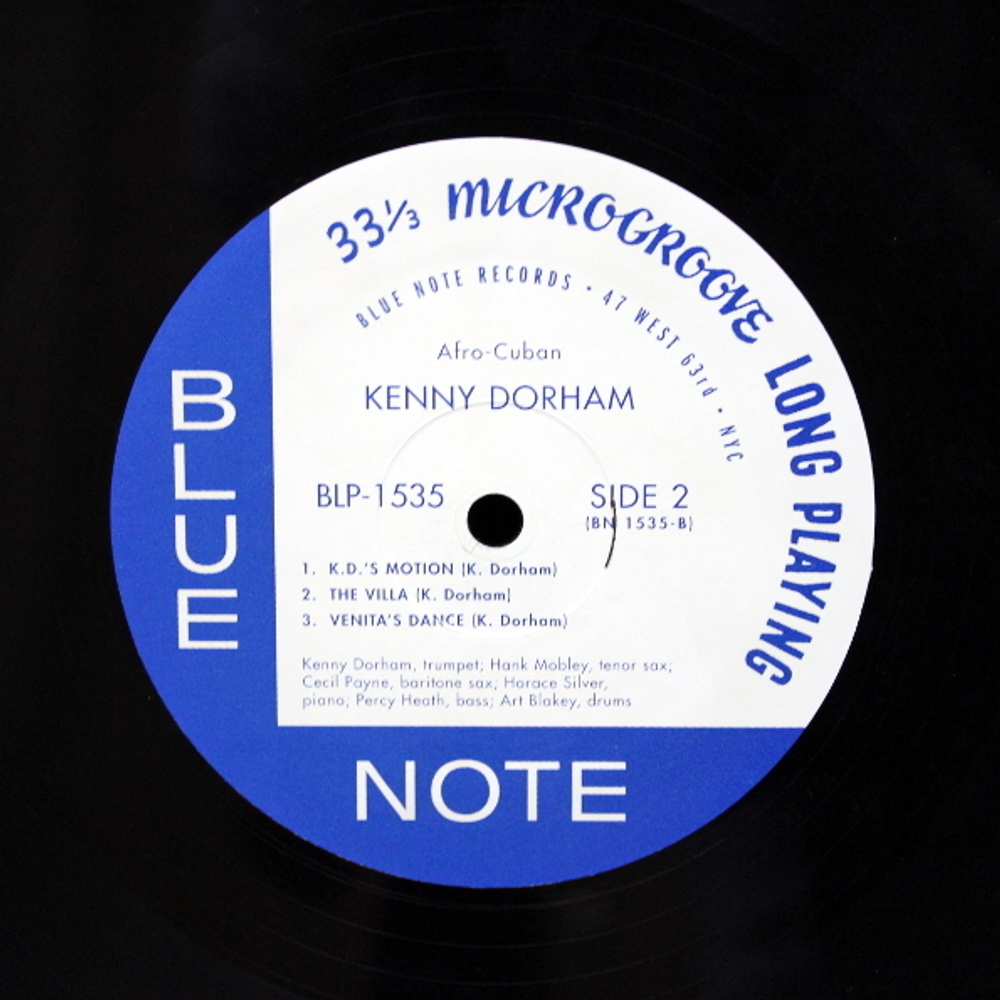 33⅓ MICROGROOVE LONG PLAYING
BLUE NOTE RECORDS • 47 WEST 63rd • NYC
Afro-Cuban
KENNY DORHAM
BLP-1535
SIDE 2
(BN 1535-B)
1. K.D.'S MOTION (K. Dorham)
2. THE VILLA (K. Dorham)
3. VENITA'S DANCE (K. Dorham)
Kenny Dorham, trumpet; Hank Mobley, tenor sax;
Cecil Payne, baritone sax; Horace Silver,
piano; Percy Heath, bass; Art Blakey, drums
BLUE
NOTE